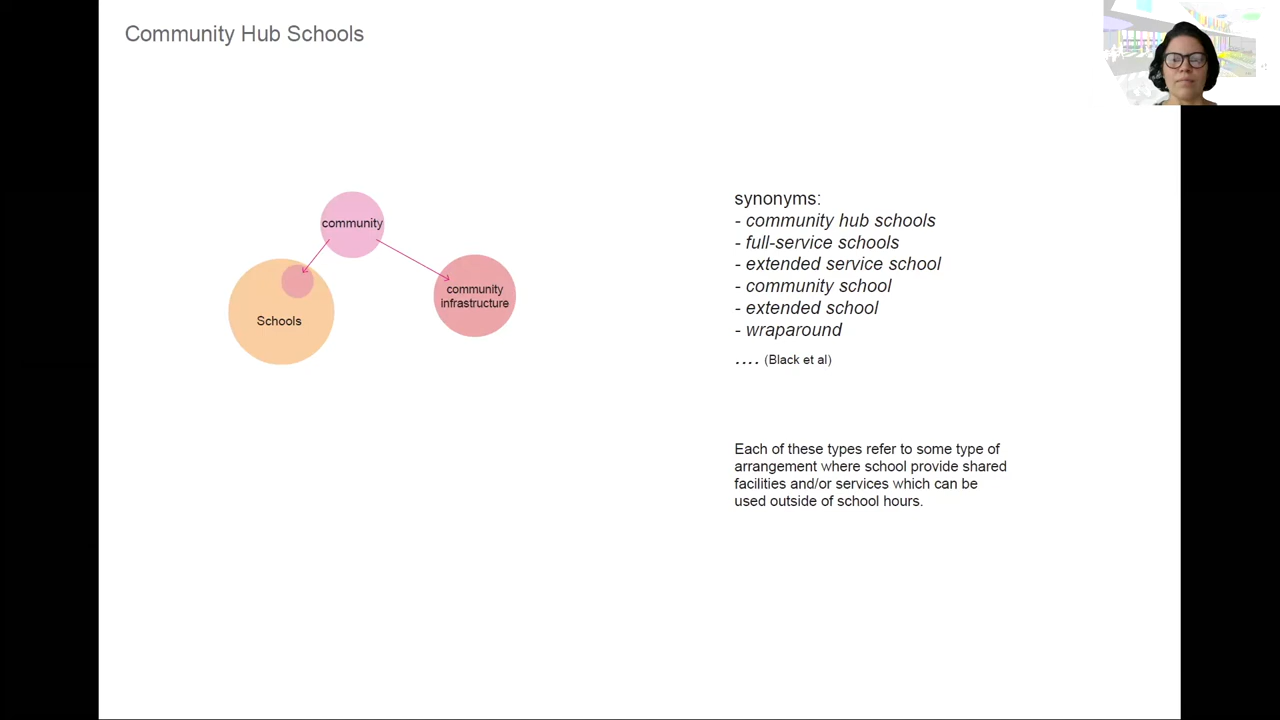 Community Hub Schools
community
Schools
community
infrastructure
synonyms:
- community hub schools
- full-service schools
- extended service school
- community school
- extended school
- wraparound
.... (Black et al)
Each of these types refer to some type of
arrangement where school provide shared
facilities and/or services which can be
used outside of school hours.